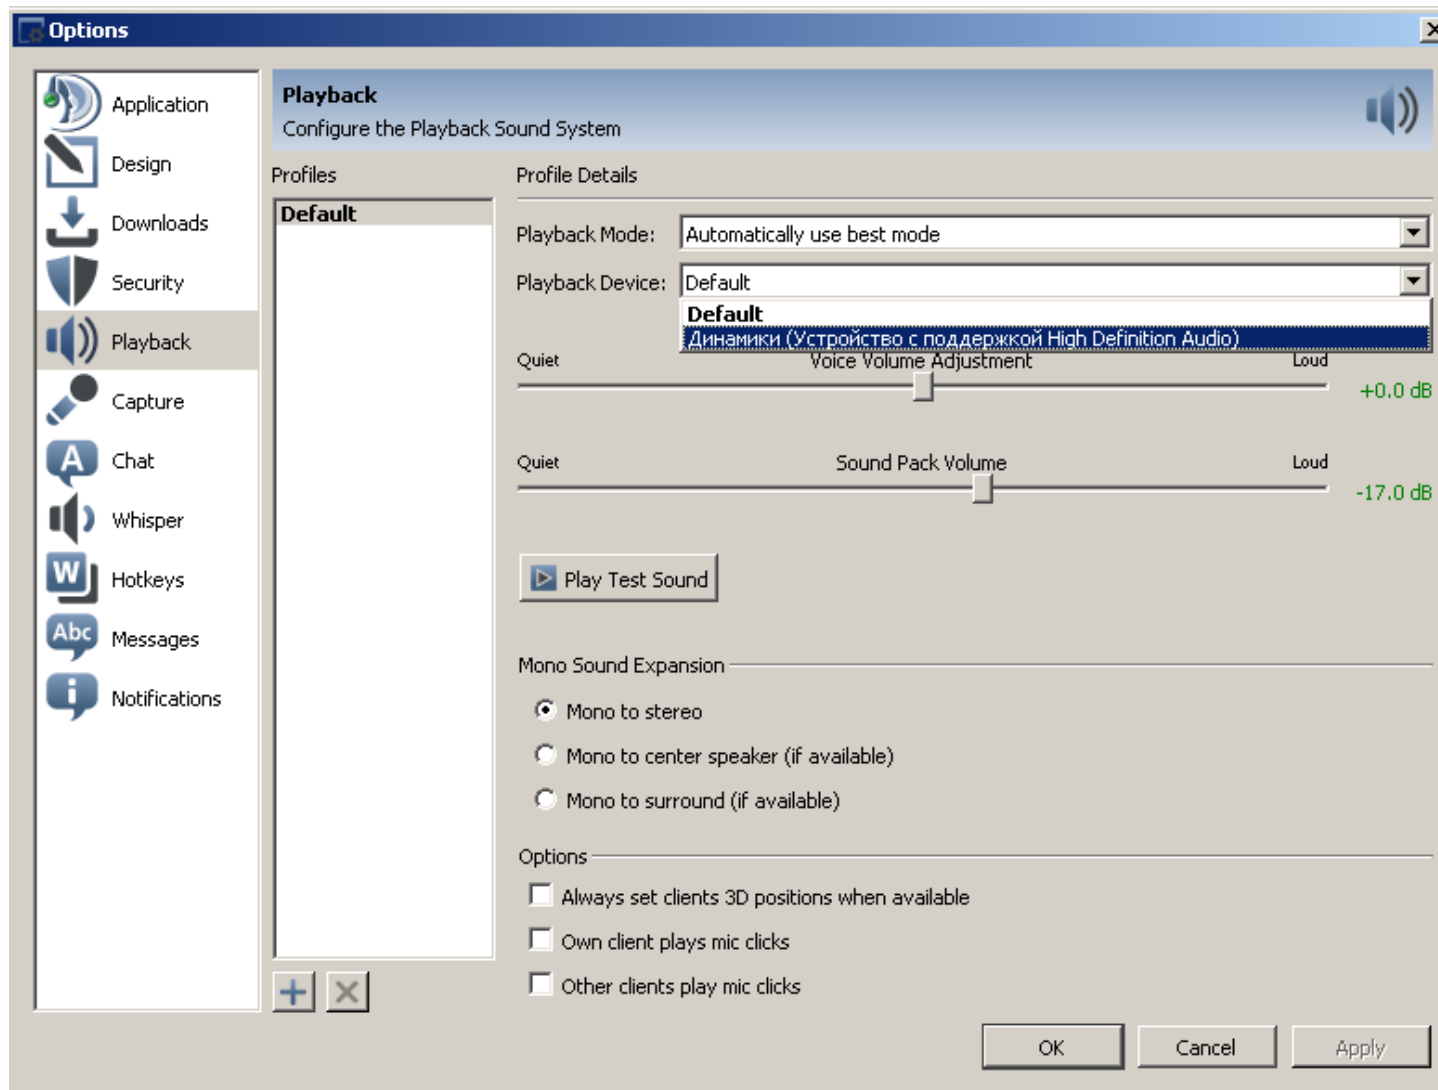 Options
Application
Design
Downloads
Security
Playback
Capture
Chat
Whisper
Hotkeys
Messages
Notifications
Playback
Configure the Playback Sound System
Profiles
Default
Profile Details
Playback Mode: Automatically use best mode
Playback Device: Default
Default
Динамики (Устройство с поддержкой High Definition Audio)
Quiet Voice Volume Adjustment Loud
+0.0 dB
Quiet Sound Pack Volume Loud
-17.0 dB
Play Test Sound
Mono Sound Expansion
Mono to stereo
Mono to center speaker (if available)
Mono to surround (if available)
Options
Always set clients 3D positions when available
Own client plays mic clicks
Other clients play mic clicks
OK Cancel Apply
A
W
Abc